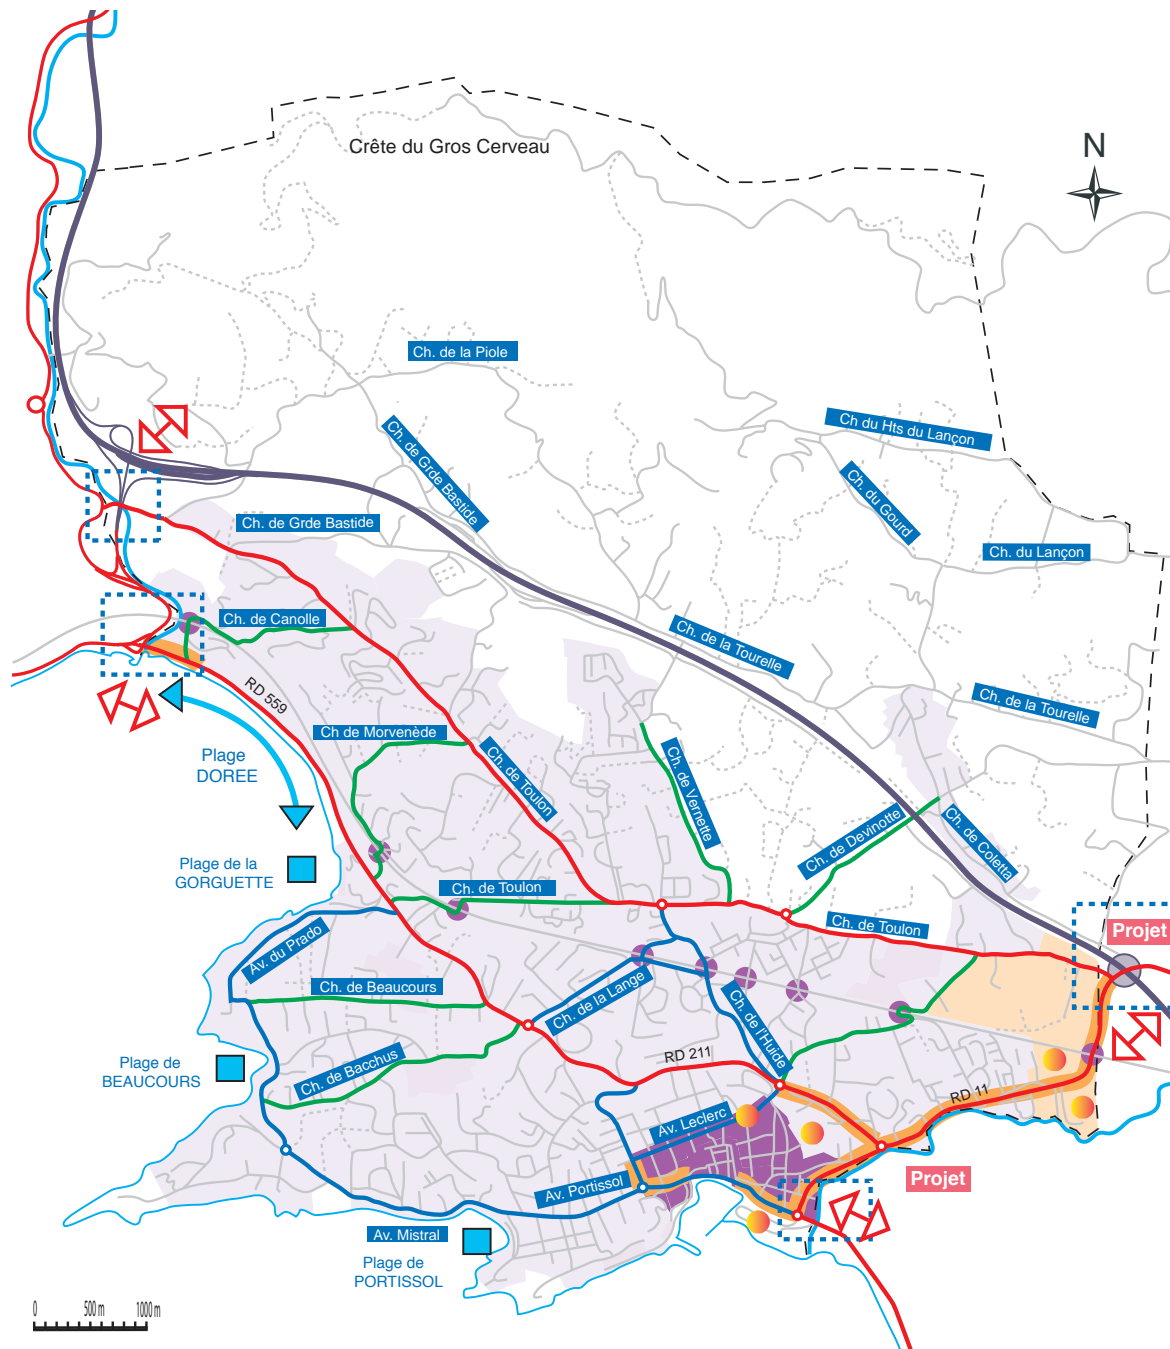 Crête du Gros Cerveau
N
Ch. de la Piole
Ch. de Grde Bastide
Ch du Hts du Lançon
Ch. du Gourd
Ch. de Grde Bastide
Ch. du Lançon
Ch. de Canolle
Ch. de la Tourelle
RD 559
Ch. de la Tourelle
Ch de Morvenède
Plage
DOREE
Ch. de Toulon
Ch. de Vernette
Ch. de Devinotte
Ch. de Coletta
Plage de la
GORGUETTE
Ch. de Toulon
Ch. de Toulon
Projet
Av. du Prado
Ch. de Beaucours
Ch. de la Lange
Ch. de l'Huide
Plage de
BEAUCOURS
Ch. de Bacchus
RD 211
RD 11
Av. Leclerc
Projet
Av. Portissol
Av. Mistral
Plage de
PORTISSOL
0 500 m 1000 m